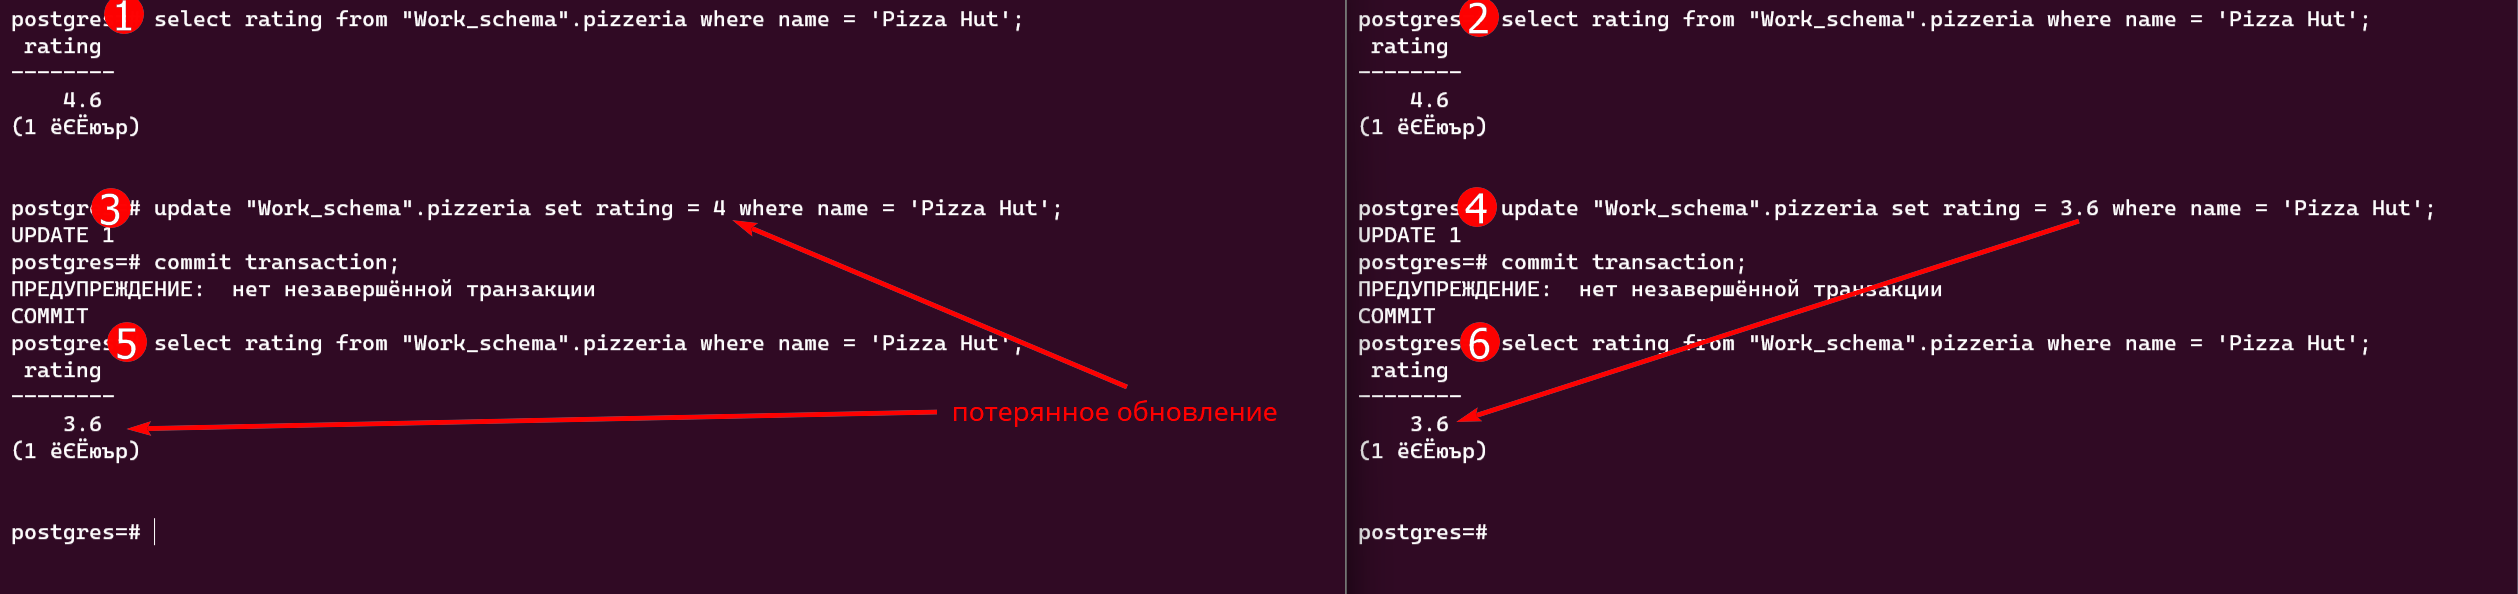 postgres 1 select rating from "Work_schema".pizzeria where name = 'Pizza Hut';
rating
--------
4.6
(1 ёЄЁюър)
postgr 3 # update "Work_schema".pizzeria set rating = 4 where name = 'Pizza Hut';
UPDATE 1
postgres=# commit transaction;
ПРЕДУПРЕЖДЕНИЕ:  нет незавершённой транзакции
COMMIT
postgres 5 select rating from "Work_schema".pizzeria where name = 'Pizza Hut';
rating
--------
3.6
(1 ёЄЁюър)
postgres=#
потерянное обновление
postgres 2 select rating from "Work_schema".pizzeria where name = 'Pizza Hut';
rating
--------
4.6
(1 ёЄЁюър)
postgres 4 update "Work_schema".pizzeria set rating = 3.6 where name = 'Pizza Hut';
UPDATE 1
postgres=# commit transaction;
ПРЕДУПРЕЖДЕНИЕ:  нет незавершённой транзакции
COMMIT
postgres 6 select rating from "Work_schema".pizzeria where name = 'Pizza Hut';
rating
--------
3.6
(1 ёЄЁюър)
postgres=#